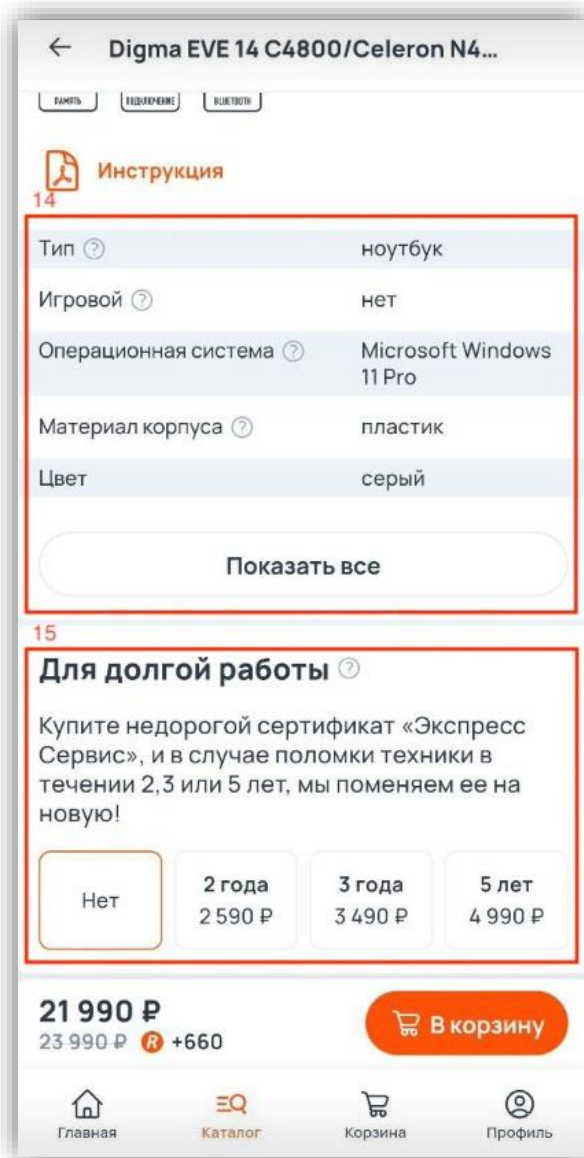 Digma EVE 14 C4800/Celeron N4...
ПАМЯТЬ ПОДКЛЮЧЕНИЕ BLUETOOTH
Инструкция
14
Тип ? ноутбук
Игровой ? нет
Операционная система ? Microsoft Windows
11 Pro
Материал корпуса ? пластик
Цвет серый
Показать все
15
Для долгой работы ?
Купите недорогой сертификат «Экспресс
Сервис», и в случае поломки техники в
течении 2,3 или 5 лет, мы поменяем ее на
новую!
Нет 2 года 3 года 5 лет
2 590 ₽ 3 490 ₽ 4 990 ₽
21 990 ₽
23 990 ₽ R +660
В корзину
Главная Каталог Корзина Профиль